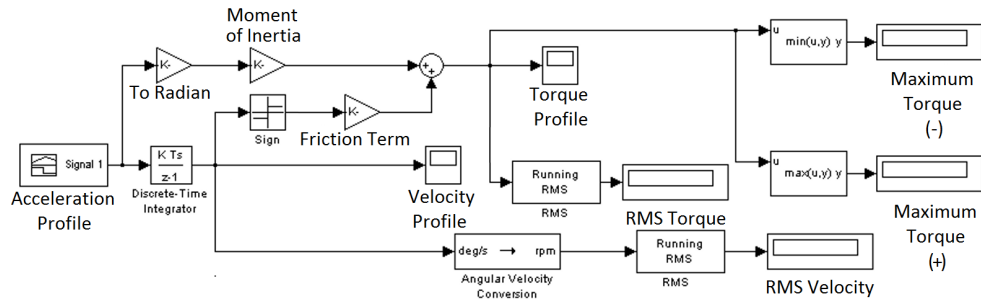 Moment
of Inertia
K-
K-
To Radian
+
+
Torque
Profile
u
min(u,y) y
Maximum
Torque
(-)
Sign
K-
Friction Term
Signal 1
Acceleration
Profile
K Ts
z-1
Discrete-Time
Integrator
Velocity
Profile
Running
RMS
RMS
RMS Torque
u
max(u,y) y
Maximum
Torque
(+)
deg/s → rpm
Angular Velocity
Conversion
Running
RMS
RMS
RMS Velocity